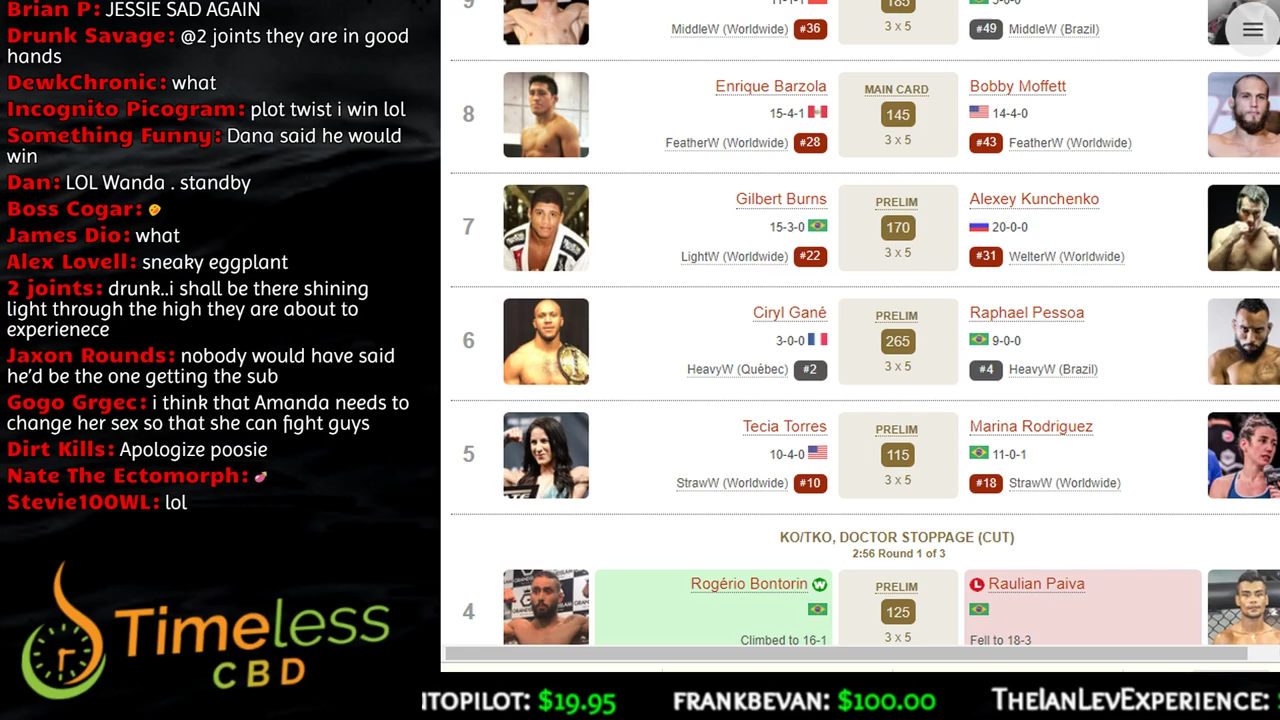 Brian P: JESSIE SAD AGAIN
Drunk Savage: @2 joints they are in good
hands
DewkChronic: what
Incognito Picogram: plot twist i win lol
Something Funny: Dana said he would
win
Dan: LOL Wanda . standby
Boss Cogar:
James Dio: what
Alex Lovell: sneaky eggplant
2 joints: drunk..i shall be there shining
light through the high they are about to
experienece
Jaxon Rounds: nobody would have said
he'd be the one getting the sub
Gogo Grgec: i think that Amanda needs to
change her sex so that she can fight guys
Dirt Kills: Apologize poosie
Nate The Ectomorph:
Stevie100WL: lol
Timeless
CBD
9
185
MiddleW (Worldwide) #36 3 x 5 #49 MiddleW (Brazil)
Enrique Barzola MAIN CARD Bobby Moffett
8 15-4-1 145 14-4-0
FeatherW (Worldwide) #28 3 x 5 #43 FeatherW (Worldwide)
Gilbert Burns PRELIM Alexey Kunchenko
7 15-3-0 170 20-0-0
LightW (Worldwide) #22 3 x 5 #31 WelterW (Worldwide)
Ciryl Gané PRELIM Raphael Pessoa
6 3-0-0 265 9-0-0
HeavyW (Québec) #2 3 x 5 #4 HeavyW (Brazil)
Tecia Torres PRELIM Marina Rodriguez
5 10-4-0 115 11-0-1
StrawW (Worldwide) #10 3 x 5 #18 StrawW (Worldwide)
KO/TKO, DOCTOR STOPPAGE (CUT)
2:56 Round 1 of 3
Rogério Bontorin W PRELIM L Raulian Paiva
4 125
Climbed to 16-1 3 x 5 Fell to 18-3
NTOPILOT: $19.95 FRANKBEVAN: $100.00 THEIANLEVEXPERIENCE: